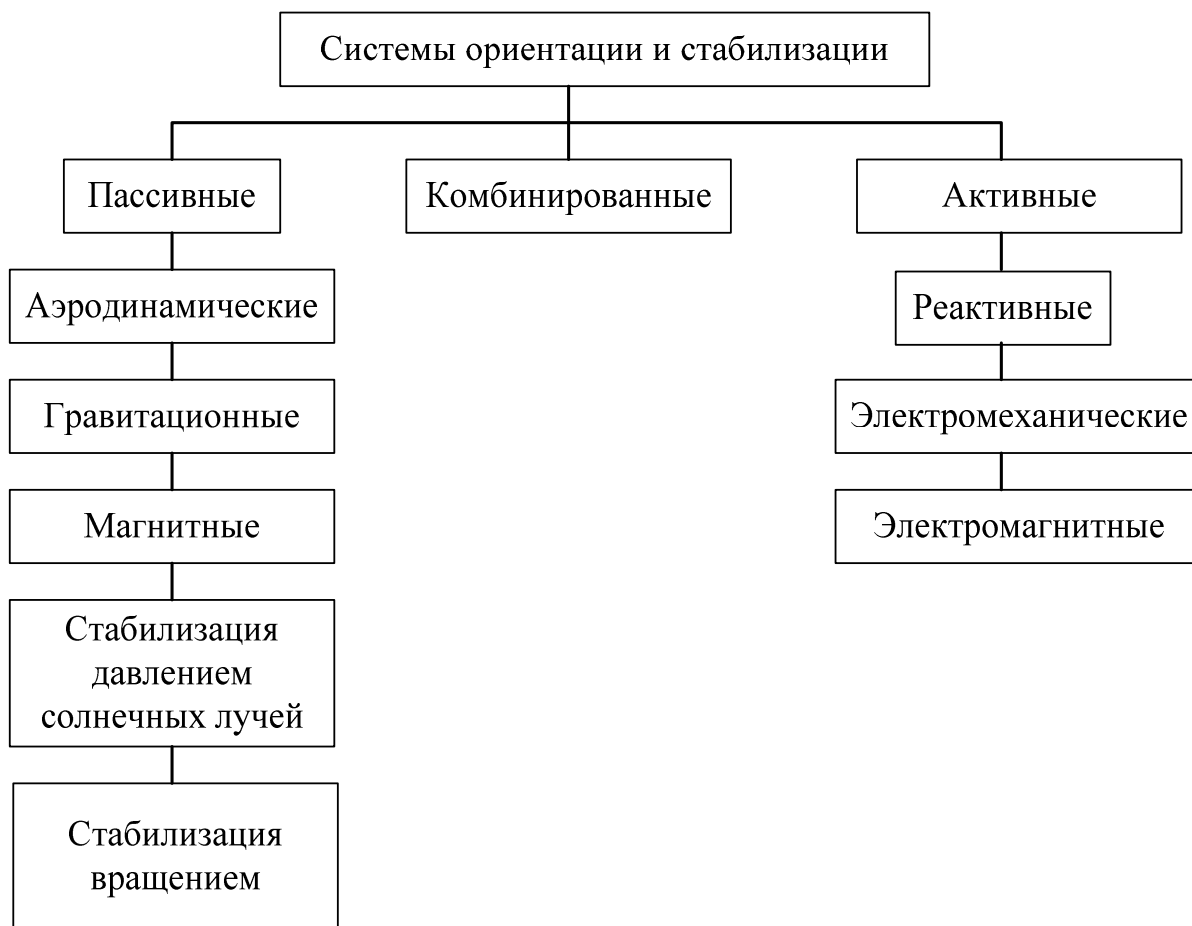 Системы ориентации и стабилизации
Пассивные
Комбинированные
Активные
Аэродинамические
Реактивные
Гравитационные
Электромеханические
Магнитные
Электромагнитные
Стабилизация
давлением
солнечных лучей
Стабилизация
вращением